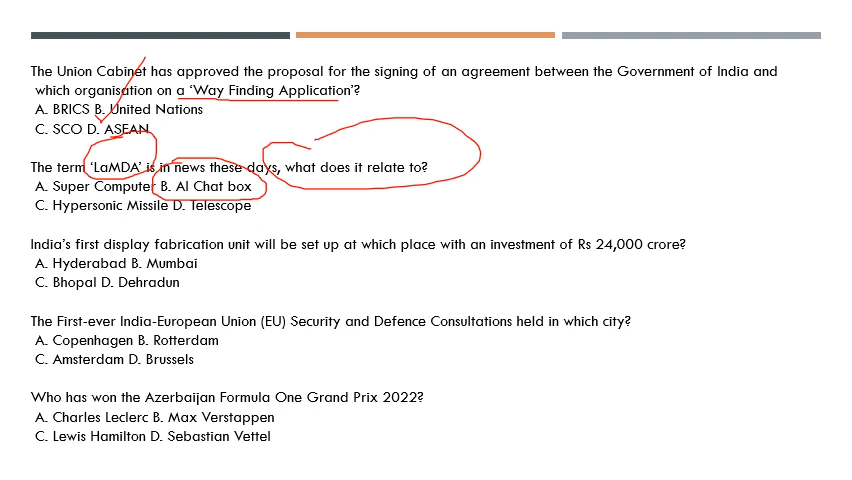 The Union Cabinet has approved the proposal for the signing of an agreement between the Government of India and
which organisation on a ‘Way Finding Application’?
A. BRICS B. United Nations
C. SCO D. ASEAN
The term ‘LaMDA’ is in news these days, what does it relate to?
A. Super Computer B. AI Chat box
C. Hypersonic Missile D. Telescope
India’s first display fabrication unit will be set up at which place with an investment of Rs 24,000 crore?
A. Hyderabad B. Mumbai
C. Bhopal D. Dehradun
The First-ever India-European Union (EU) Security and Defence Consultations held in which city?
A. Copenhagen B. Rotterdam
C. Amsterdam D. Brussels
Who has won the Azerbaijan Formula One Grand Prix 2022?
A. Charles Leclerc B. Max Verstappen
C. Lewis Hamilton D. Sebastian Vettel